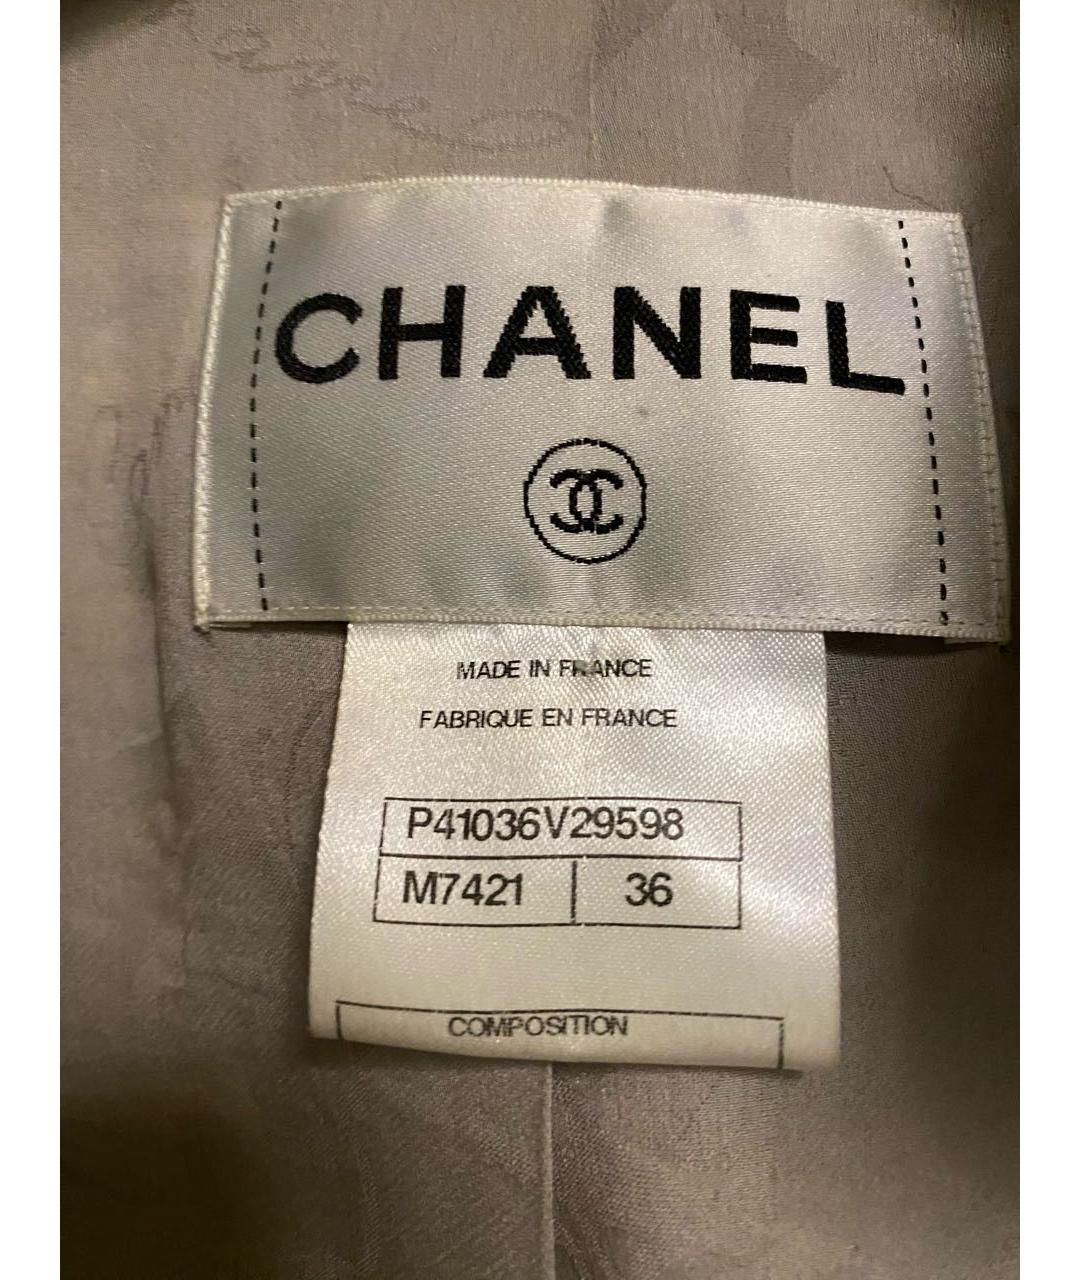 CHANEL
MADE IN FRANCE
FABRIQUE EN FRANCE
P41036V29598
M7421 36
COMPOSITION